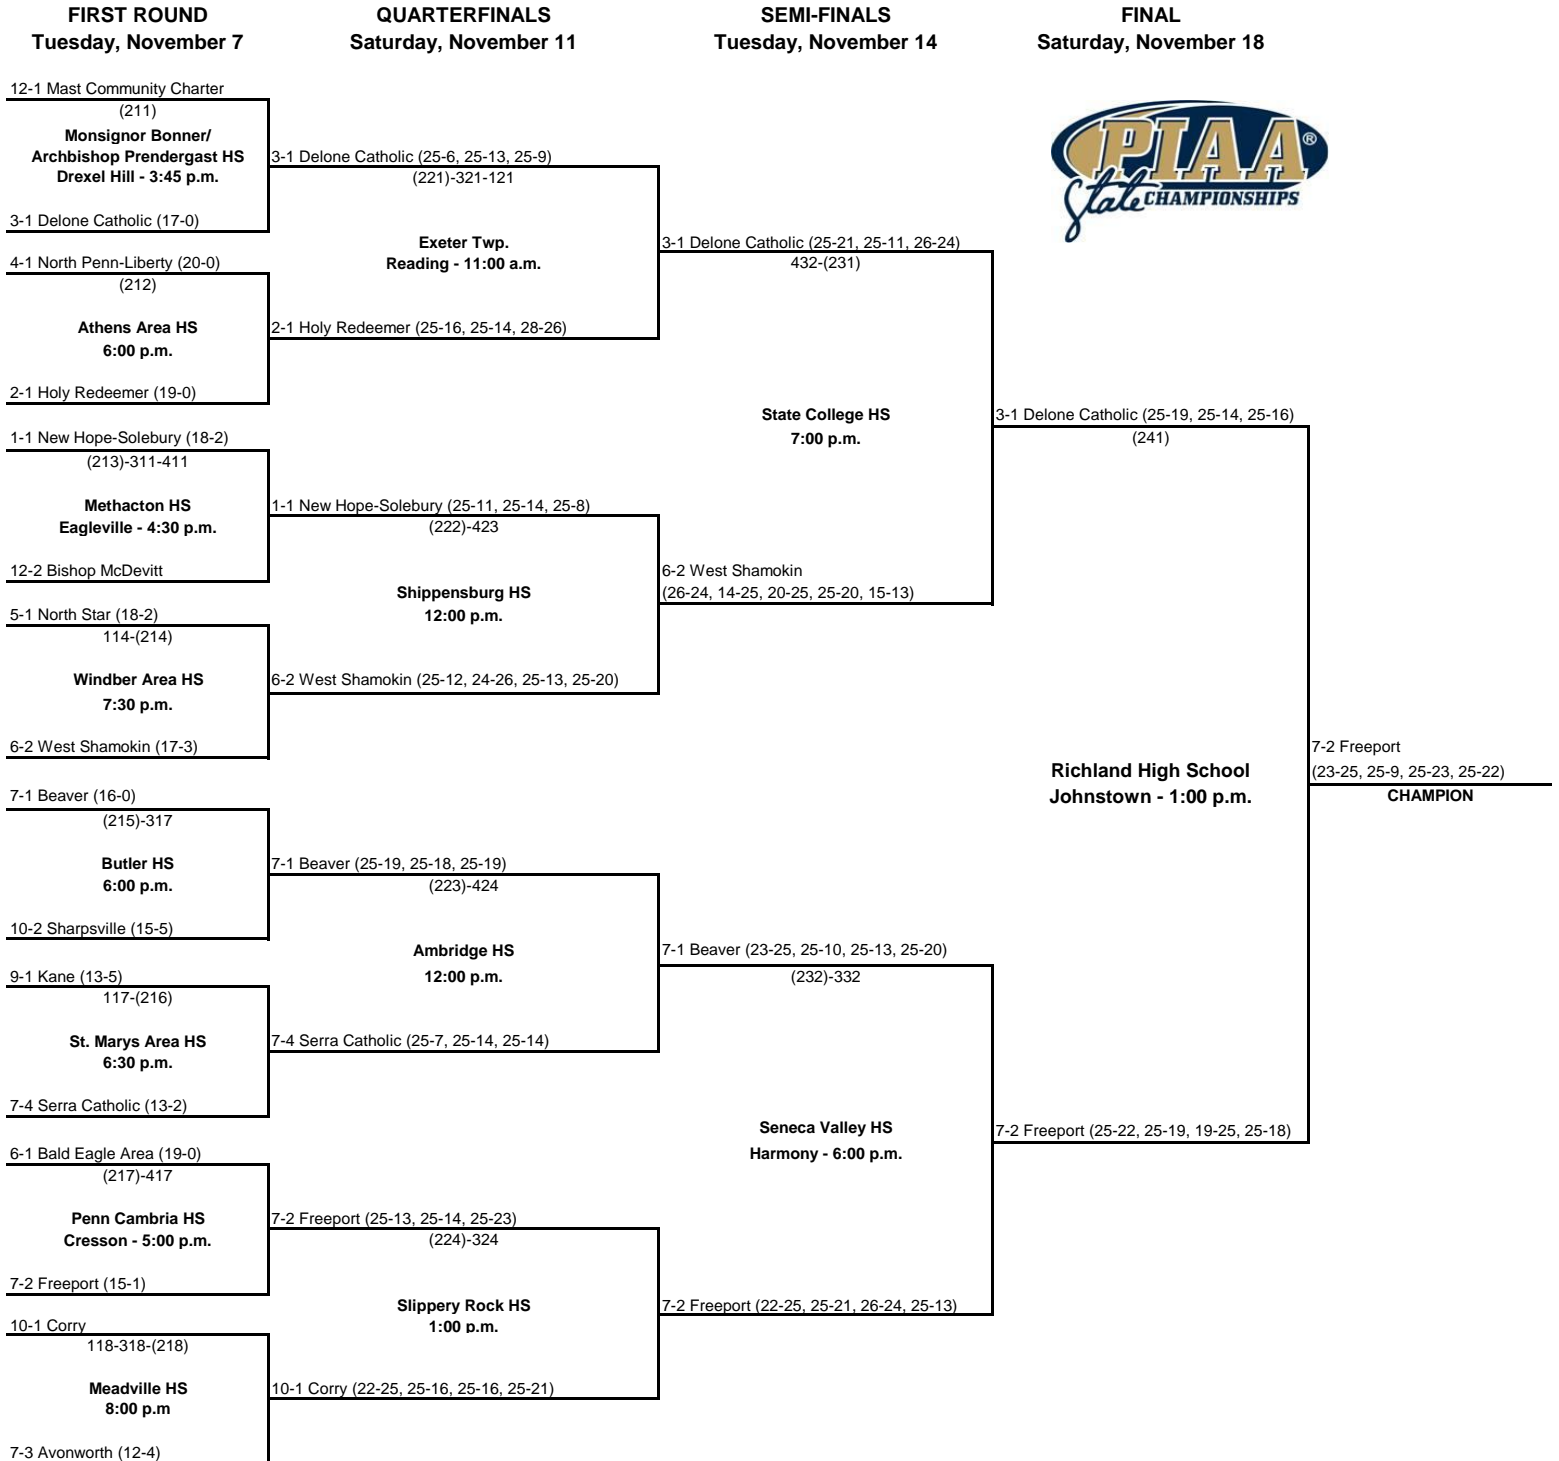 FIRST ROUND
Tuesday, November 7
QUARTERFINALS
Saturday, November 11
SEMI-FINALS
Tuesday, November 14
FINAL
Saturday, November 18
PIAA®
State CHAMPIONSHIPS
12-1 Mast Community Charter
(211)
Monsignor Bonner/
Archbishop Prendergast HS
Drexel Hill - 3:45 p.m.
3-1 Delone Catholic (17-0)
4-1 North Penn-Liberty (20-0)
(212)
Athens Area HS
6:00 p.m.
2-1 Holy Redeemer (19-0)
1-1 New Hope-Solebury (18-2)
(213)-311-411
Methacton HS
Eagleville - 4:30 p.m.
12-2 Bishop McDevitt
5-1 North Star (18-2)
114-(214)
Windber Area HS
7:30 p.m.
6-2 West Shamokin (17-3)
7-1 Beaver (16-0)
(215)-317
Butler HS
6:00 p.m.
10-2 Sharpsville (15-5)
9-1 Kane (13-5)
117-(216)
St. Marys Area HS
6:30 p.m.
7-4 Serra Catholic (13-2)
6-1 Bald Eagle Area (19-0)
(217)-417
Penn Cambria HS
Cresson - 5:00 p.m.
7-2 Freeport (15-1)
10-1 Corry
118-318-(218)
Meadville HS
8:00 p.m
7-3 Avonworth (12-4)
3-1 Delone Catholic (25-6, 25-13, 25-9)
(221)-321-121
Exeter Twp.
Reading - 11:00 a.m.
2-1 Holy Redeemer (25-16, 25-14, 28-26)
1-1 New Hope-Solebury (25-11, 25-14, 25-8)
(222)-423
Shippensburg HS
12:00 p.m.
6-2 West Shamokin (25-12, 24-26, 25-13, 25-20)
7-1 Beaver (25-19, 25-18, 25-19)
(223)-424
Ambridge HS
12:00 p.m.
7-4 Serra Catholic (25-7, 25-14, 25-14)
7-2 Freeport (25-13, 25-14, 25-23)
(224)-324
Slippery Rock HS
1:00 p.m.
10-1 Corry (22-25, 25-16, 25-16, 25-21)
3-1 Delone Catholic (25-21, 25-11, 26-24)
432-(231)
State College HS
7:00 p.m.
6-2 West Shamokin
(26-24, 14-25, 20-25, 25-20, 15-13)
7-1 Beaver (23-25, 25-10, 25-13, 25-20)
(232)-332
Seneca Valley HS
Harmony - 6:00 p.m.
7-2 Freeport (22-25, 25-21, 26-24, 25-13)
3-1 Delone Catholic (25-19, 25-14, 25-16)
(241)
Richland High School
Johnstown - 1:00 p.m.
7-2 Freeport (25-22, 25-19, 19-25, 25-18)
7-2 Freeport
(23-25, 25-9, 25-23, 25-22)
CHAMPION